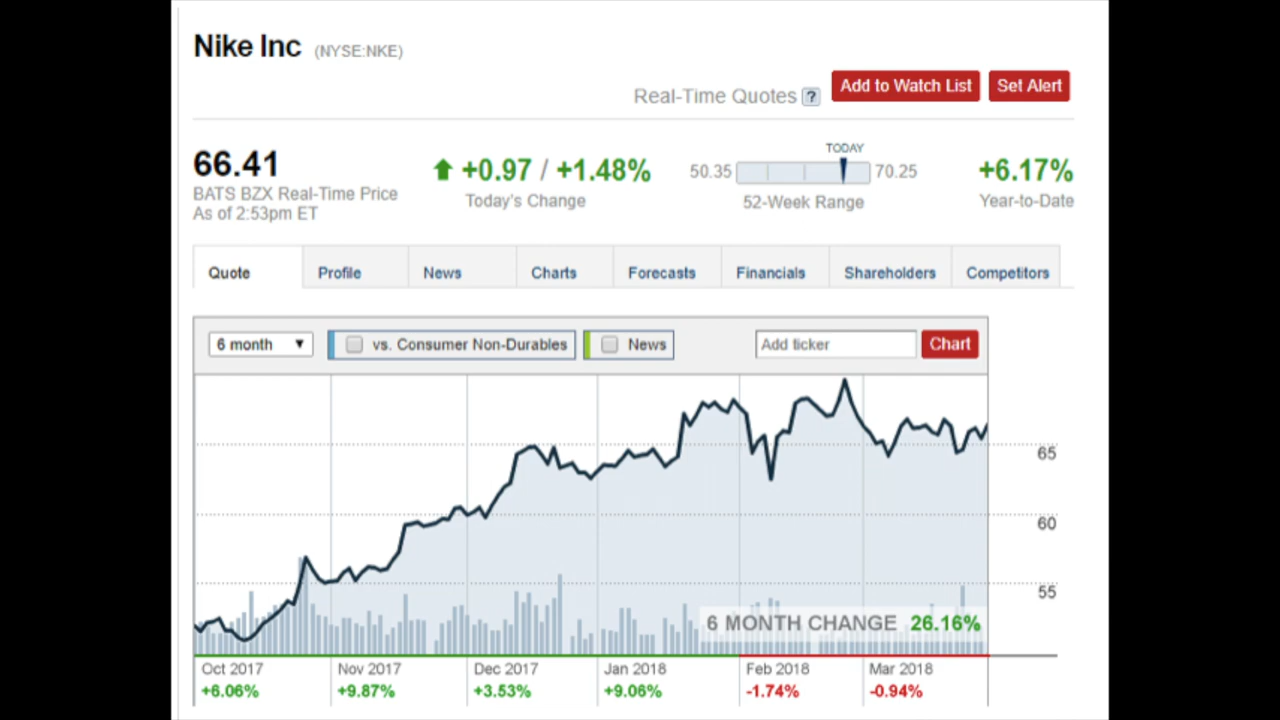 Nike Inc (NYSE:NKE)
Real-Time Quotes ? Add to Watch List Set Alert
TODAY
66.41 +0.97 / +1.48% 50.35 70.25 +6.17%
BATS BZX Real-Time Price Today's Change 52-Week Range Year-to-Date
As of 2:53pm ET
Quote Profile News Charts Forecasts Financials Shareholders Competitors
6 month vs. Consumer Non-Durables News Add ticker Chart
65
60
55
6 MONTH CHANGE 26.16%
Oct 2017 Nov 2017 Dec 2017 Jan 2018 Feb 2018 Mar 2018
+6.06% +9.87% +3.53% +9.06% -1.74% -0.94%